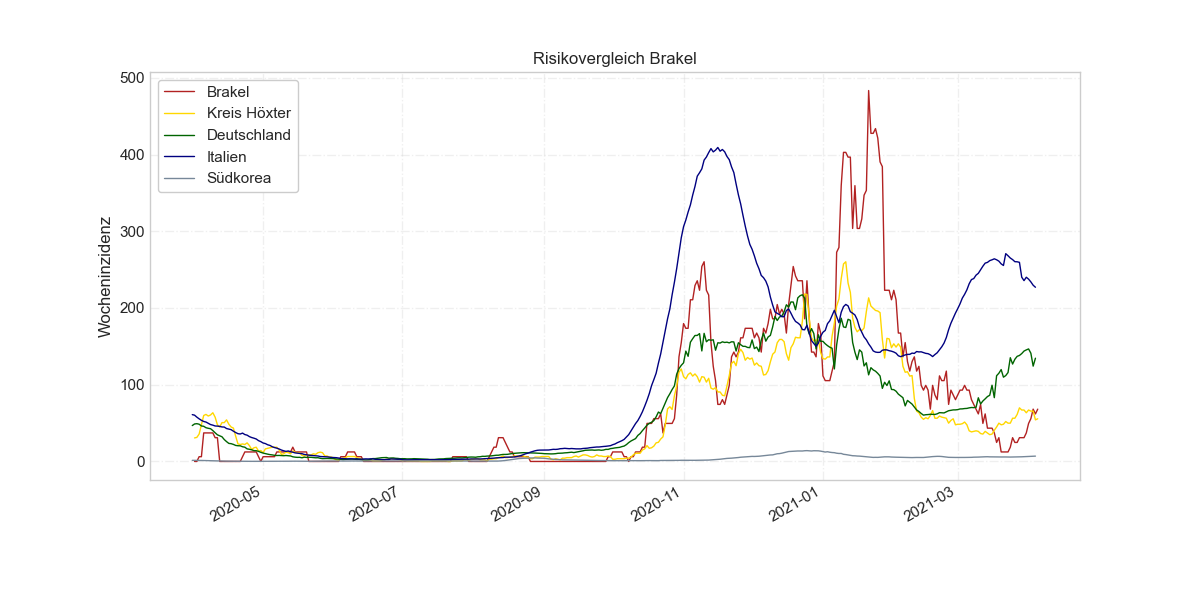 Risikovergleich Brakel
Wocheninzidenz
500
400
300
200
100
0
Brakel
Kreis Höxter
Deutschland
Italien
Südkorea
2020-05
2020-07
2020-09
2020-11
2021-01
2021-03